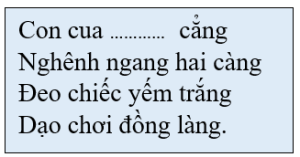 Con cua ............ cẳng
Nghênh ngang hai càng
Đeo chiếc yếm trắng
Dạo chơi đồng làng.